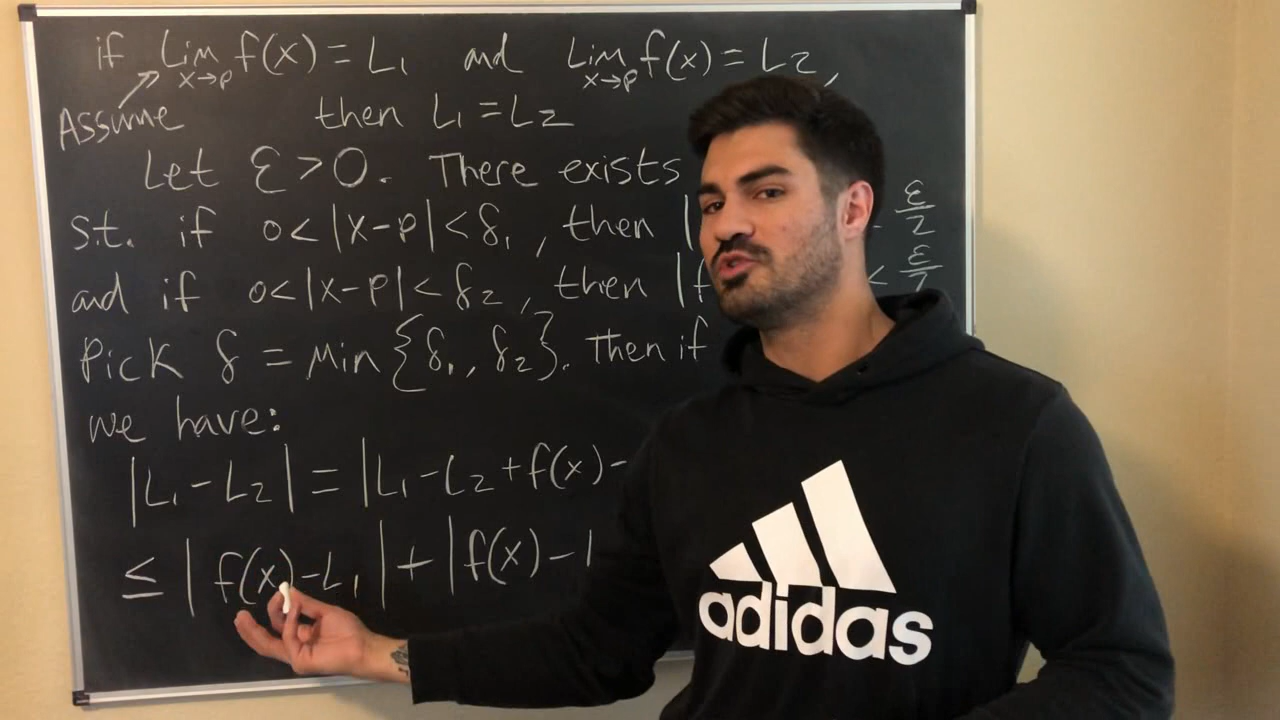 if Lim f(x) = L₁ and Lim f(x) = L₂,
x→p x→p
Assume then L₁ = L₂
Let ε > 0. There exists
s.t. if 0 < |x-p| < δ₁, then | ε/2
and if 0 < |x-p| < δ₂, then |f < ε/2
Pick δ = Min {δ₁, δ₂}. Then if
we have:
|L₁ - L₂| = |L₁ - L₂ + f(x) -
≤ | f(x) - L₁ | + | f(x) -
adidas